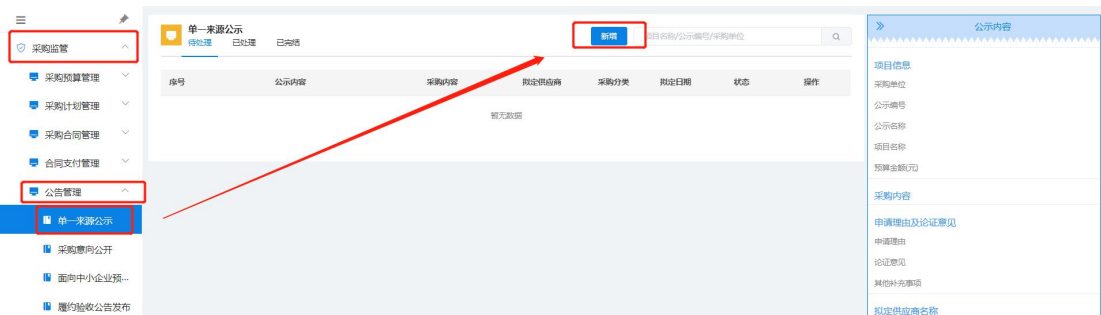 采购监管
采购预算管理
采购计划管理
采购合同管理
合同支付管理
公告管理
单一来源公示
采购意向公开
面向中小企业预...
履约验收公告发布
单一来源公示
待处理 已处理 已完结
新增 项目名称/公示编号/采购单位
序号 公示内容 采购内容 拟定供应商 采购分类 拟定日期 状态 操作
暂无数据
公示内容
项目信息
采购单位
公示编号
公示名称
项目名称
预算金额(元)
采购内容
申请理由及论证意见
申请理由
论证意见
其他补充事项
拟定供应商名称